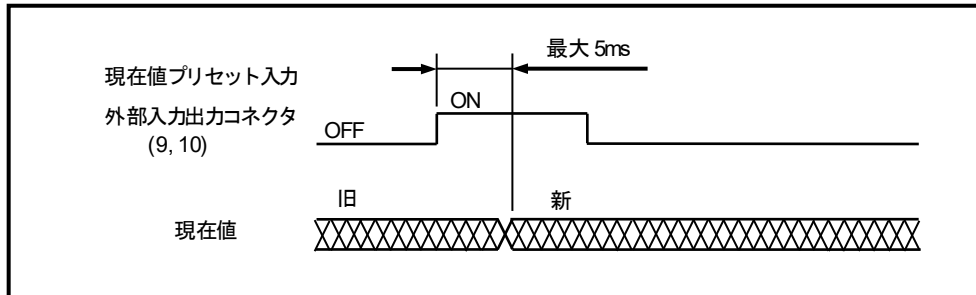 最大 5ms
現在値プリセット入力
外部入力出力コネクタ
(9, 10)
ON
OFF
旧
新
現在値